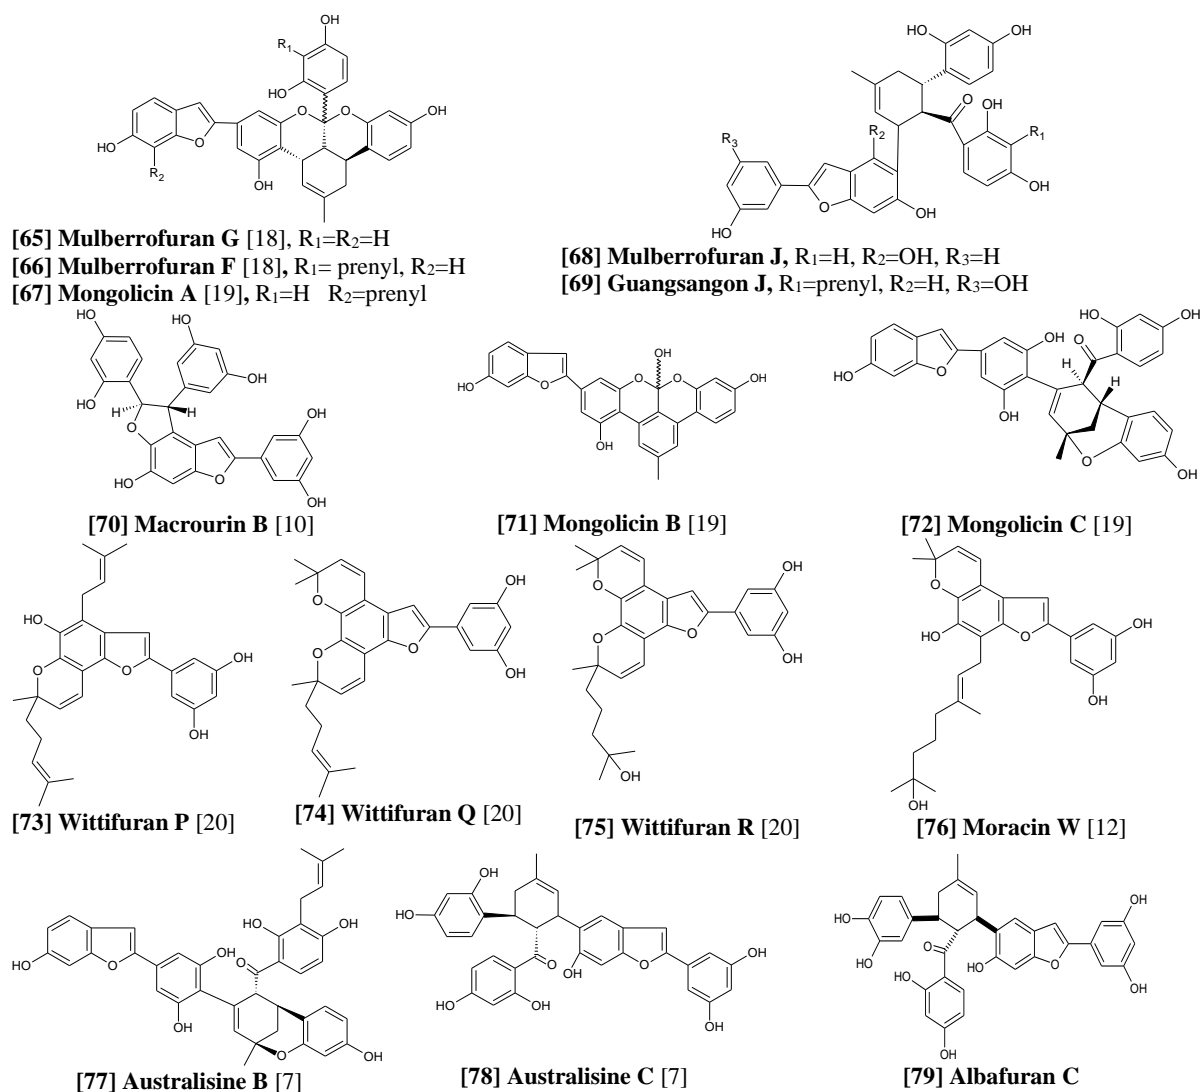 [65] Mulberrofuran G [18], R1=R2=H
[66] Mulberrofuran F [18], R1= prenyl, R2=H
[67] Mongolicin A [19], R1=H R2=prenyl
[68] Mulberrofuran J, R1=H, R2=OH, R3=H
[69] Guangsangon J, R1=prenyl, R2=H, R3=OH
[70] Macrourin B [10]
[71] Mongolicin B [19]
[72] Mongolicin C [19]
[73] Wittifuran P [20]
[74] Wittifuran Q [20]
[75] Wittifuran R [20]
[76] Moracin W [12]
[77] Australisine B [7]
[78] Australisine C [7]
[79] Albafuran C